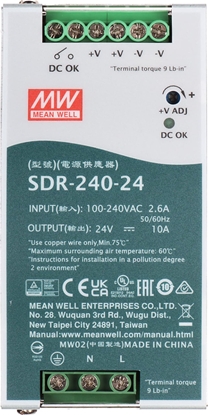 DC OK
+V +V -V -V
"Terminal torque 9 Lb-in"
MW
MEAN WELL
+V ADJ
DC OK
(型號)(電源供應器)
SDR-240-24
INPUT(輸入): 100-240VAC 2.6A
50/60Hz
OUTPUT(輸出): 24V 10A
"Use copper wire only,Min.75℃"
"Maximum surrounding air temperature: 60℃"
"Instructions for installation in a pollution degree
2 environment"
MEAN WELL ENTERPRISES CO., LTD.
No. 28. Wuquan 3rd Rd., Wugu Dist.,
New Taipei City 24891, Taiwan
www.meanwell.com/manual.html
MW02 (中国制造) MADE IN CHINA
N L
"Terminal torque
9 Lb-in"